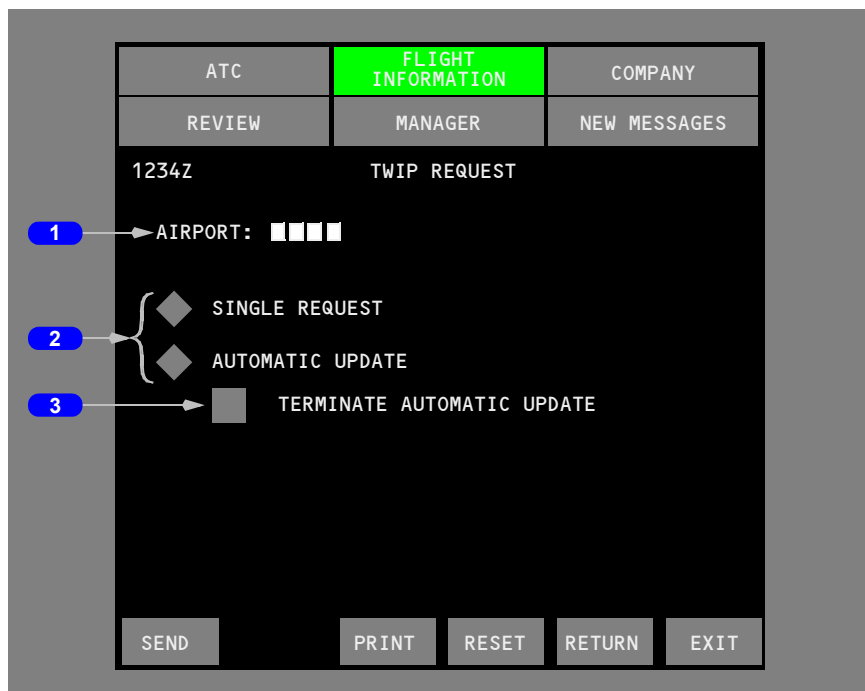 ATC
FLIGHT
INFORMATION
COMPANY
REVIEW
MANAGER
NEW MESSAGES
1234Z
TWIP REQUEST
1
AIRPORT:
SINGLE REQUEST
2
AUTOMATIC UPDATE
3
TERMINATE AUTOMATIC UPDATE
SEND
PRINT
RESET
RETURN
EXIT